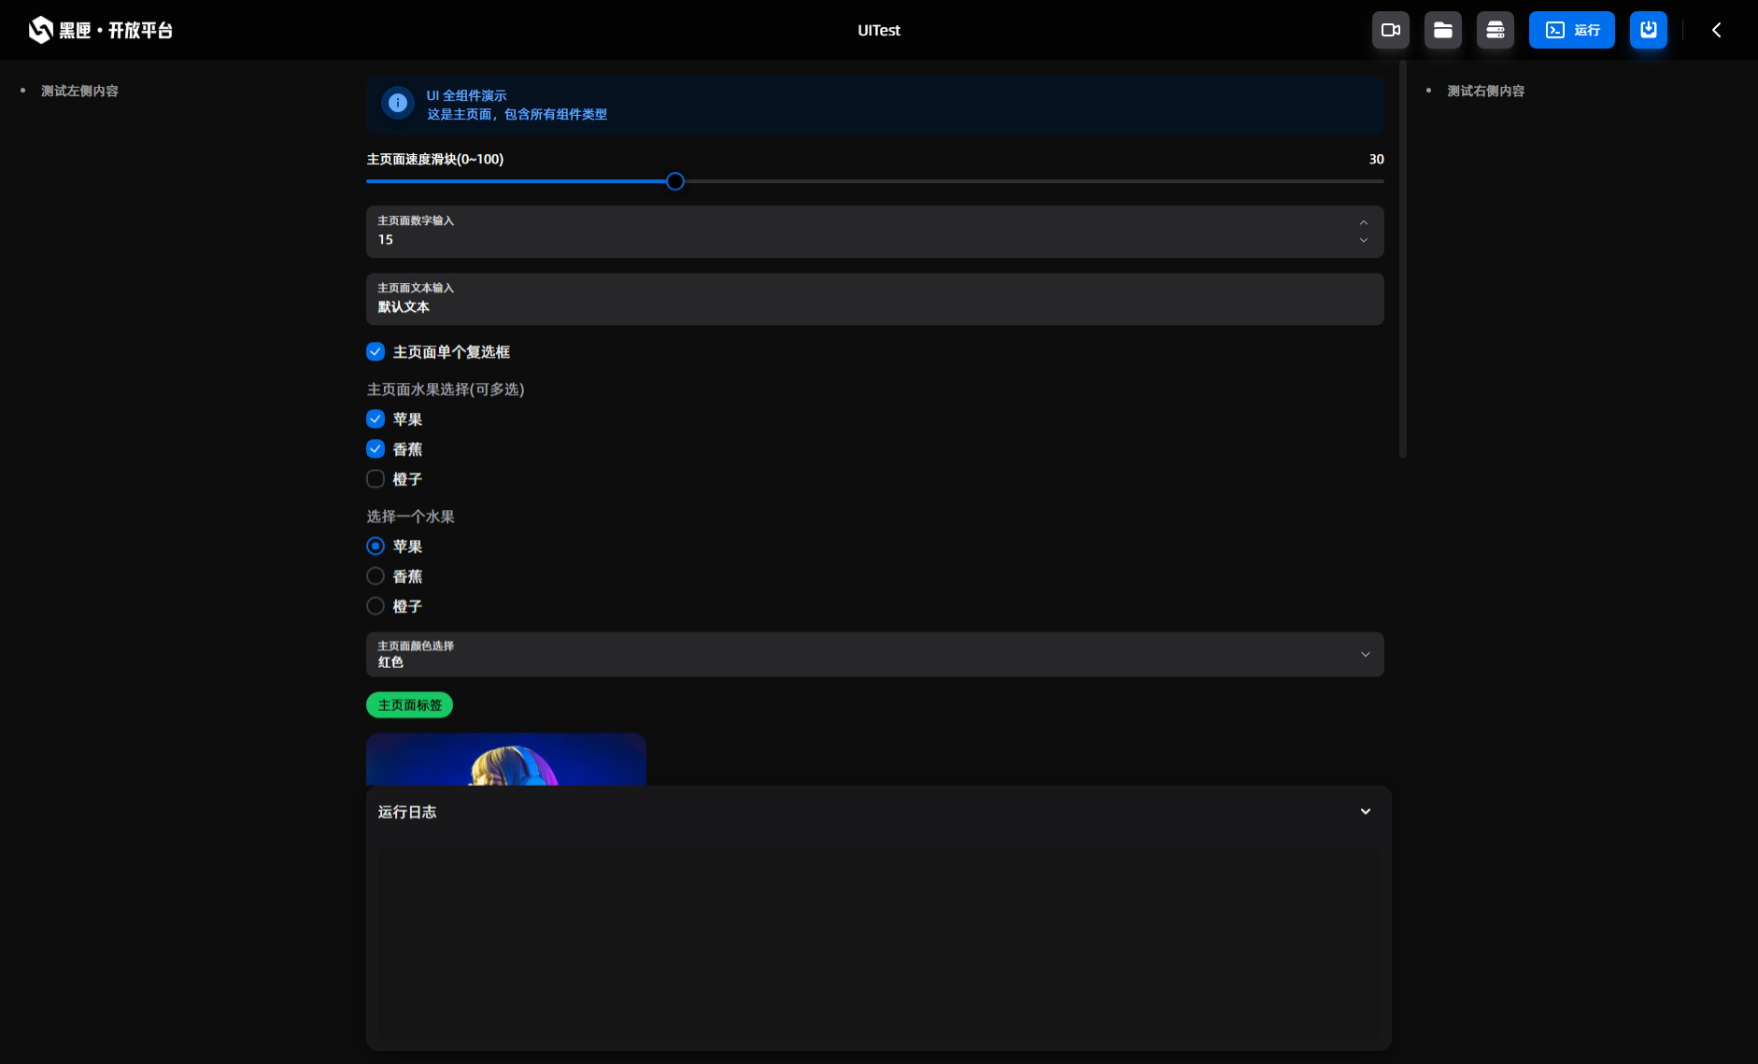 黑匣·开放平台
UITest
运行
测试左侧内容
UI 全组件演示
这是主页面，包含所有组件类型
主页面速度滑块(0~100)
30
主页面数字输入
15
主页面文本输入
默认文本
主页面单个复选框
主页面水果选择(可多选)
苹果
香蕉
橙子
选择一个水果
苹果
香蕉
橙子
主页面颜色选择
红色
主页面标签
运行日志
测试右侧内容